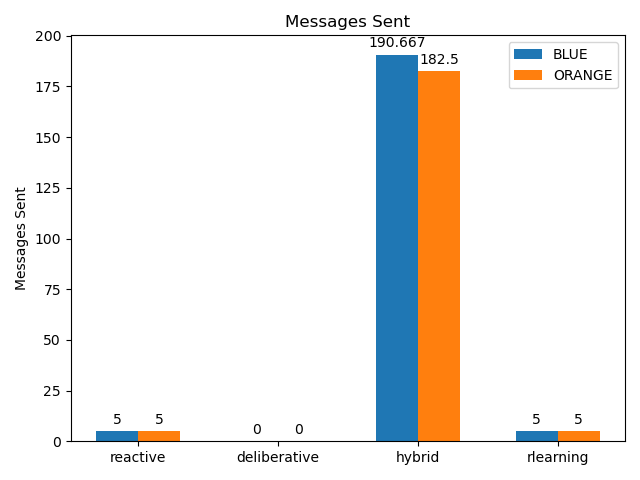 Messages Sent
Messages Sent
200
175
150
125
100
75
50
25
0
190.667
182.5
5
5
0
0
5
5
BLUE
ORANGE
reactive
deliberative
hybrid
rlearning